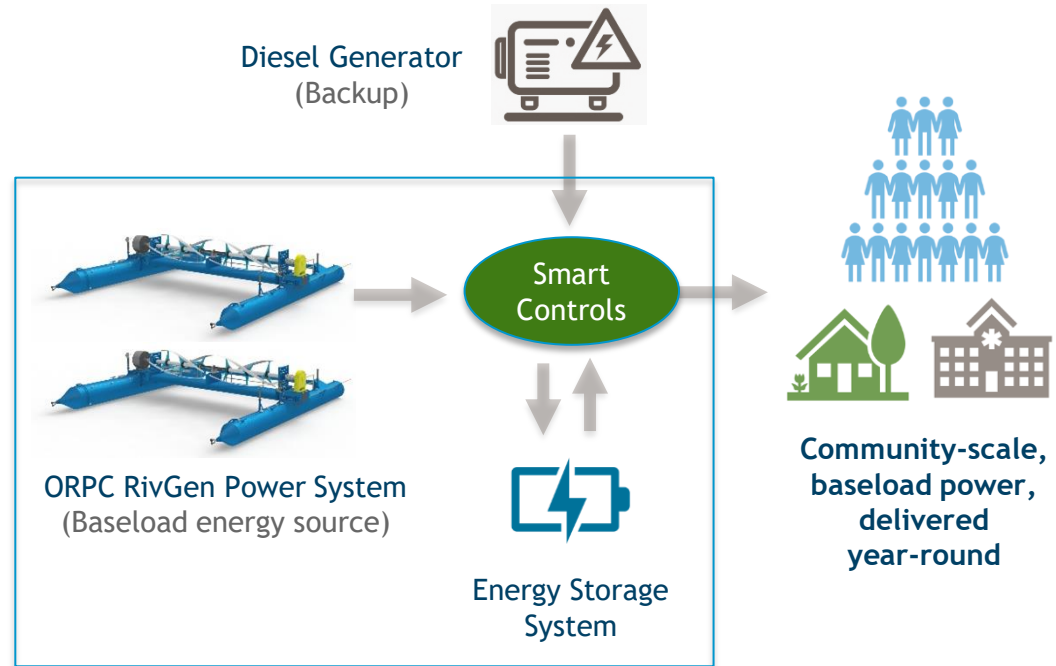 Diesel Generator
(Backup)
Smart
Controls
ORPC RivGen Power System
(Baseload energy source)
Energy Storage
System
Community-scale,
baseload power,
delivered
year-round